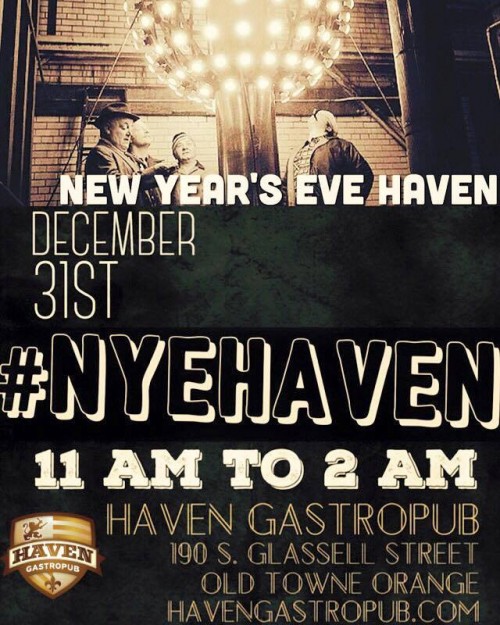 NEW YEAR'S EVE HAVEN
DECEMBER
31ST
#NYEHAVEN
11 AM TO 2 AM
HAVEN GASTROPUB
190 S. GLASSELL STREET
OLD TOWNE ORANGE
HAVENGASTROPUB.COM
HAVEN
GASTROPUB